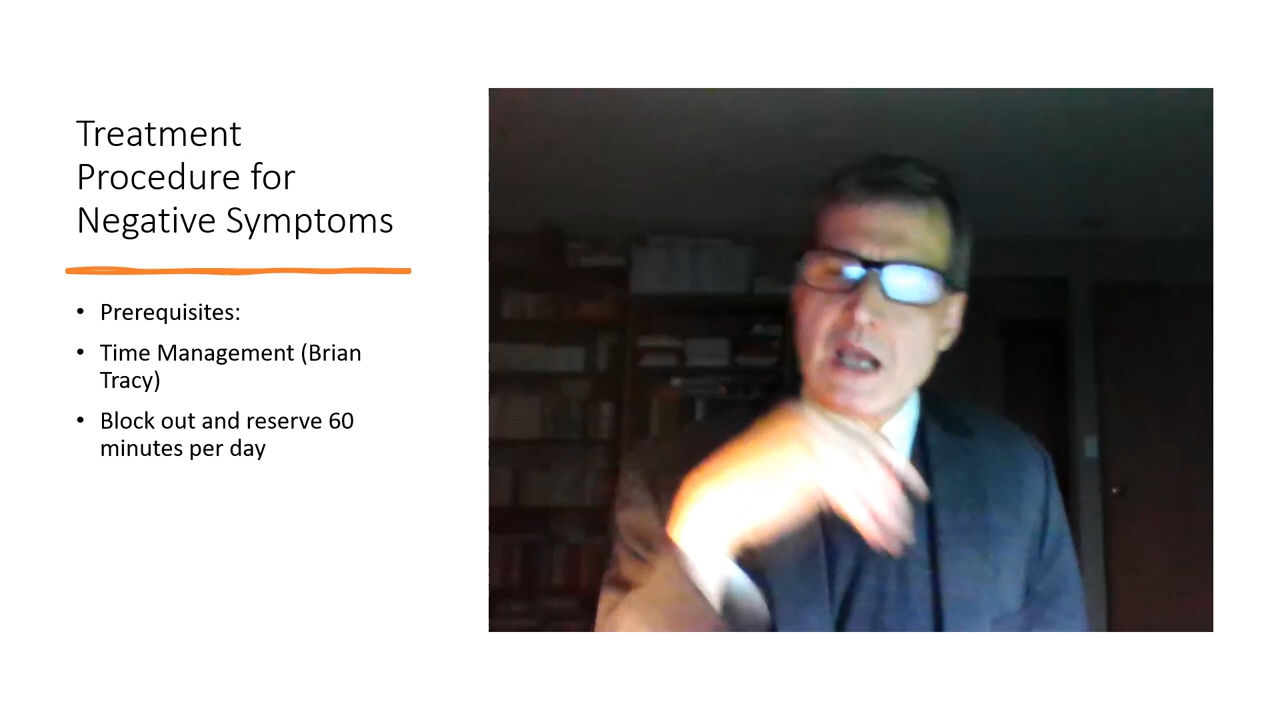 Treatment
Procedure for
Negative Symptoms
• Prerequisites:
• Time Management (Brian
Tracy)
• Block out and reserve 60
minutes per day